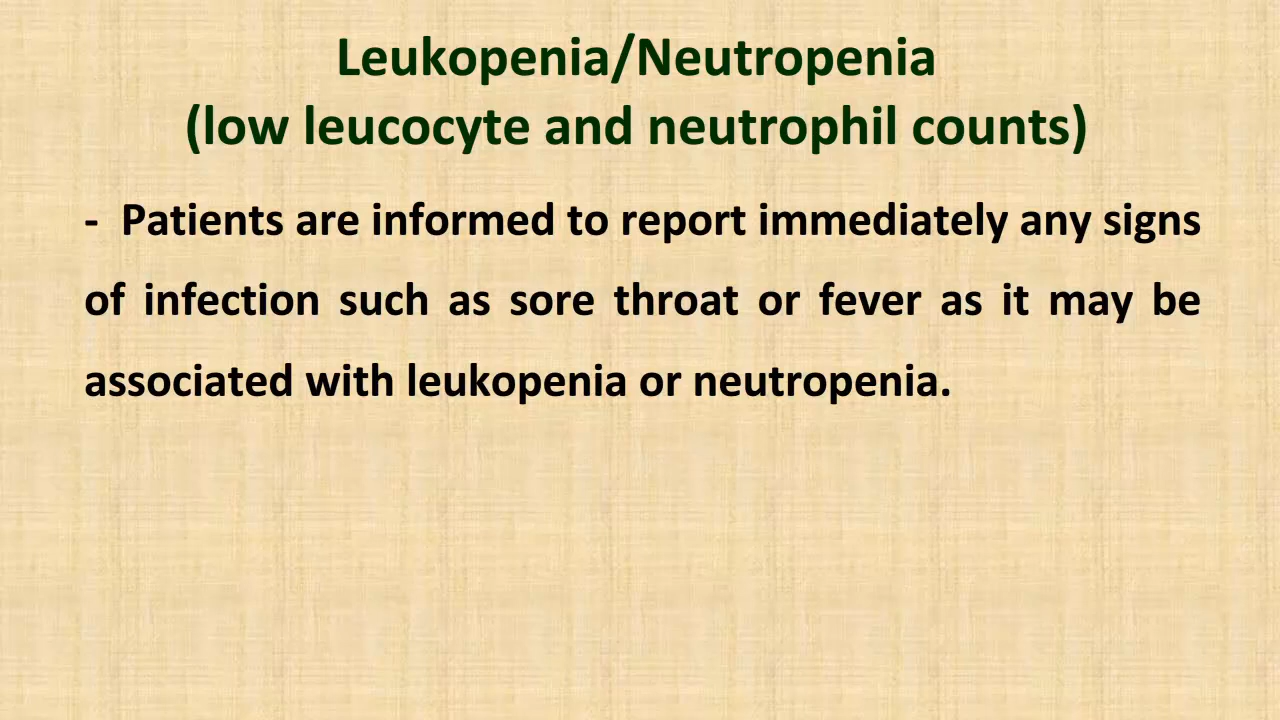 Leukopenia/Neutropenia
(low leucocyte and neutrophil counts)
- Patients are informed to report immediately any signs
of infection such as sore throat or fever as it may be
associated with leukopenia or neutropenia.